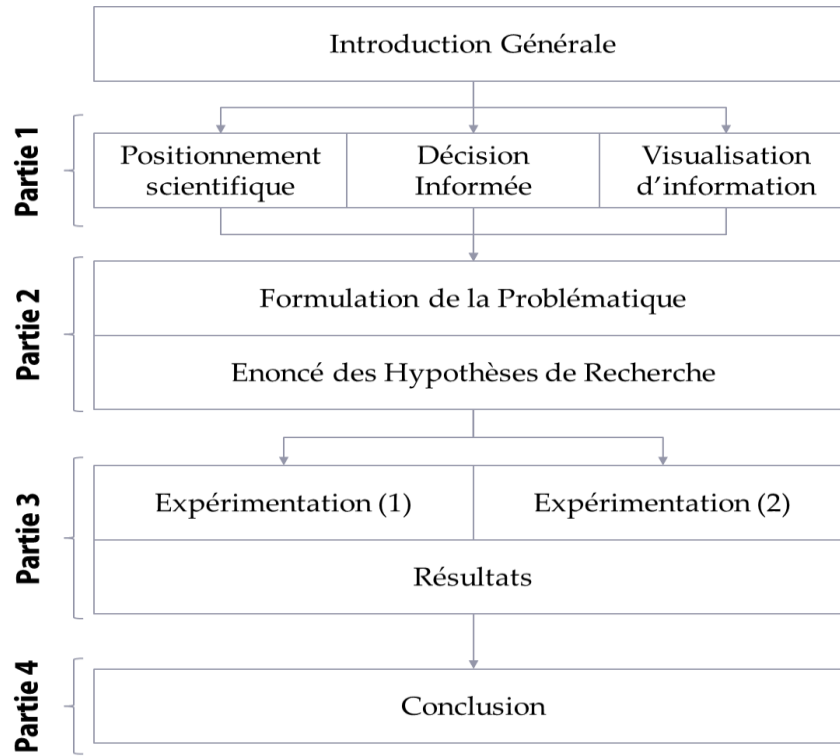 Introduction Générale
Partie 1
Positionnement
scientifique
Décision
Informée
Visualisation
d'information
Partie 2
Formulation de la Problématique
Enoncé des Hypothèses de Recherche
Partie 3
Expérimentation (1)
Expérimentation (2)
Résultats
Partie 4
Conclusion